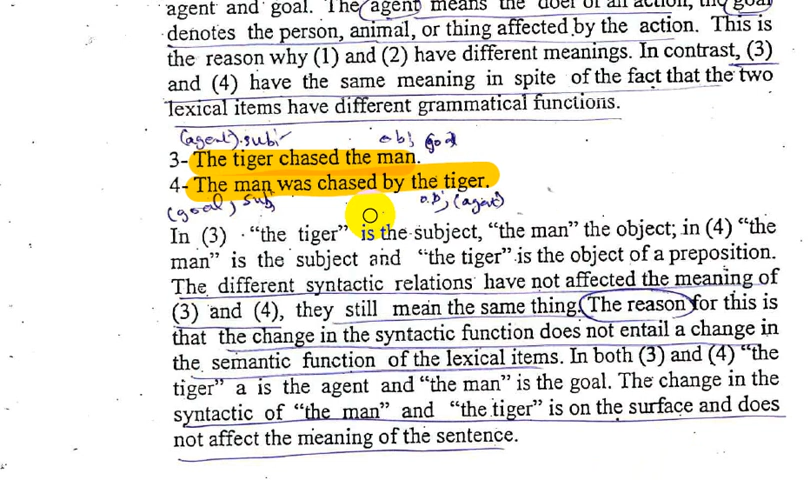 agent and goal. The agent means the doer of an action, the goal
denotes the person, animal, or thing affected by the action. This is
the reason why (1) and (2) have different meanings. In contrast, (3)
and (4) have the same meaning in spite of the fact that the two
lexical items have different grammatical functions.
(agent). subj obj goal
3- The tiger chased the man.
4- The man was chased by the tiger.
(goal) sub obj (agent)
In (3) "the tiger" is the subject, "the man" the object; in (4) "the
man" is the subject and "the tiger" is the object of a preposition.
The different syntactic relations have not affected the meaning of
(3) and (4), they still mean the same thing. The reason for this is
that the change in the syntactic function does not entail a change in
the semantic function of the lexical items. In both (3) and (4) "the
tiger" a is the agent and "the man" is the goal. The change in the
syntactic of "the man" and "the tiger" is on the surface and does
not affect the meaning of the sentence.